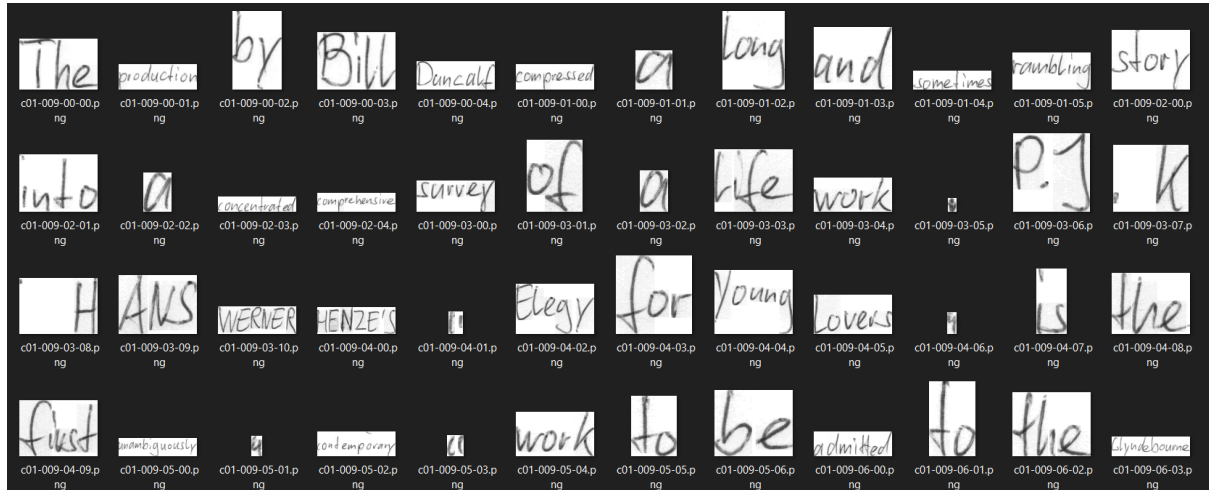 The production by Bill Duncalf compressed a long and sometimes rambling story
c01-009-00-00.png c01-009-00-01.png c01-009-00-02.png c01-009-00-03.png c01-009-00-04.png c01-009-01-00.png c01-009-01-01.png c01-009-01-02.png c01-009-01-03.png c01-009-01-04.png c01-009-01-05.png c01-009-02-00.png
into a concentrated comprehensive survey of a life work P.J . K
c01-009-02-01.png c01-009-02-02.png c01-009-02-03.png c01-009-02-04.png c01-009-03-00.png c01-009-03-01.png c01-009-03-02.png c01-009-03-03.png c01-009-03-04.png c01-009-03-05.png c01-009-03-06.png c01-009-03-07.png
H ANS WERNER HENZE'S " Elegy for Young Lovers is the
c01-009-03-08.png c01-009-03-09.png c01-009-03-10.png c01-009-04-00.png c01-009-04-01.png c01-009-04-02.png c01-009-04-03.png c01-009-04-04.png c01-009-04-05.png c01-009-04-06.png c01-009-04-07.png c01-009-04-08.png
first unambiguously contemporary work to be admitted to the Glyndebourne
c01-009-04-09.png c01-009-05-00.png c01-009-05-01.png c01-009-05-02.png c01-009-05-03.png c01-009-05-04.png c01-009-05-05.png c01-009-05-06.png c01-009-06-00.png c01-009-06-01.png c01-009-06-02.png c01-009-06-03.png